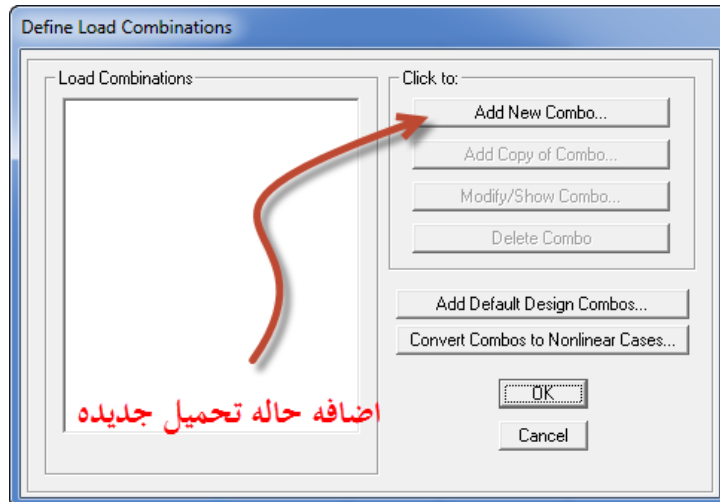 Define Load Combinations
Load Combinations
Click to:
Add New Combo...
Add Copy of Combo...
Modify/Show Combo...
Delete Combo
Add Default Design Combos...
Convert Combos to Nonlinear Cases...
OK
Cancel
اضافه حاله تحميل جديده